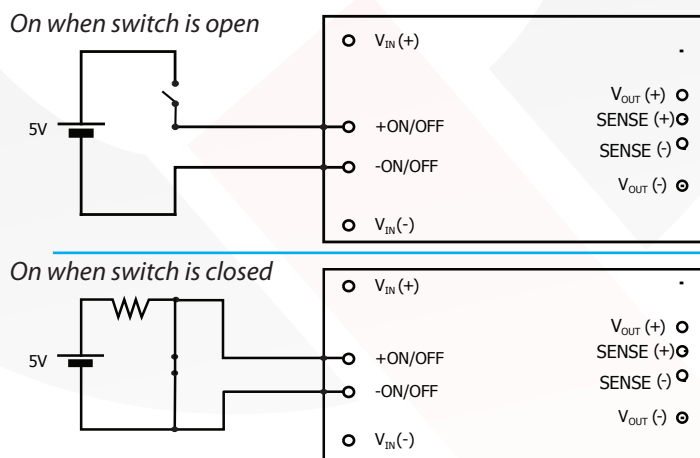 On when switch is open
V_IN (+)
V_OUT (+)
5V
+ON/OFF
SENSE (+)
SENSE (-)
-ON/OFF
V_OUT (-)
V_IN(-)
On when switch is closed
V_IN (+)
V_OUT (+)
5V
+ON/OFF
SENSE (+)
SENSE (-)
-ON/OFF
V_OUT (-)
V_IN(-)